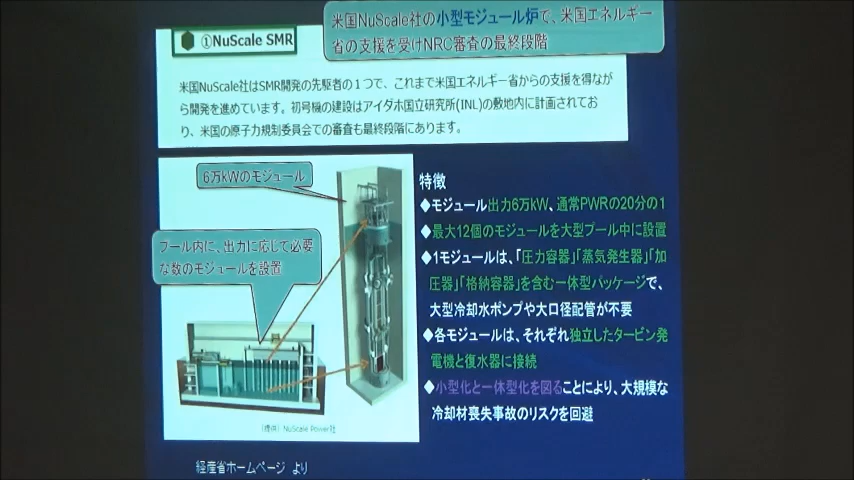 米国NuScale社の小型モジュール炉で、米国エネルギー
省の支援を受けNRC審査の最終段階
①NuScale SMR
米国NuScale社はSMR開発の先駆者の１つで、これまで米国エネルギー省からの支援を得なが
ら開発を進めています。初号機の建設はアイダホ国立研究所(INL)の敷地内に計画されてお
り、米国の原子力規制委員会での審査も最終段階にあります。
6万kWのモジュール
プール内に、出力に応じて必要
な数のモジュールを設置
（提供）NuScale Power社
特徴
◆モジュール出力6万kW、通常PWRの20分の1
◆最大12個のモジュールを大型プール中に設置
◆1モジュールは、「圧力容器」「蒸気発生器」「加
圧器」「格納容器」を含む一体型パッケージで、
大型冷却水ポンプや大口径配管が不要
◆各モジュールは、それぞれ独立したタービン発
電機と復水器に接続
◆小型化と一体型化を図ることにより、大規模な
冷却材喪失事故のリスクを回避
経産省ホームページ より